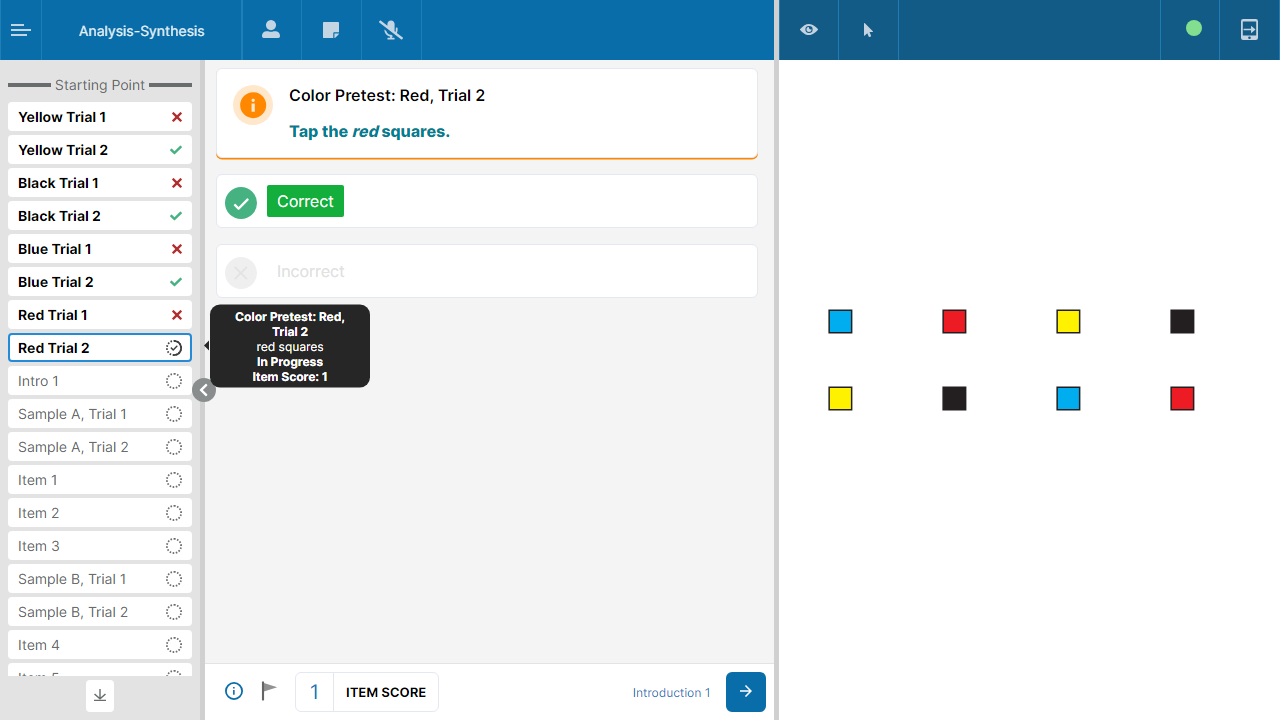 Analysis-Synthesis
Starting Point
Yellow Trial 1
Yellow Trial 2
Black Trial 1
Black Trial 2
Blue Trial 1
Blue Trial 2
Red Trial 1
Red Trial 2
Intro 1
Sample A, Trial 1
Sample A, Trial 2
Item 1
Item 2
Item 3
Sample B, Trial 1
Sample B, Trial 2
Item 4
Item 5
Color Pretest: Red, Trial 2
Tap the red squares.
Correct
Incorrect
Color Pretest: Red,
Trial 2
red squares
In Progress
Item Score: 1
1 ITEM SCORE
Introduction 1